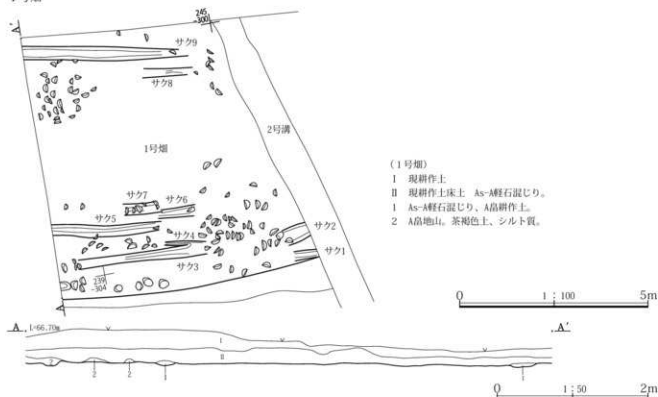 A'
245
-300
サク9
サク8
2号溝
1号畑
サク7
サク6
サク5
サク4
サク3
サク2
サク1
239
-304
A
(1号畑)
Ⅰ 現耕作土
Ⅱ 現耕作土床土 As-A軽石混じり。
1 As-A軽石混じり、A畠耕作土。
2 A畠地山。茶褐色土、シルト質。
0 1:100 5m
A L=66.70m A'
Ⅰ
Ⅱ
2 2 2 1 1
0 1:50 2m